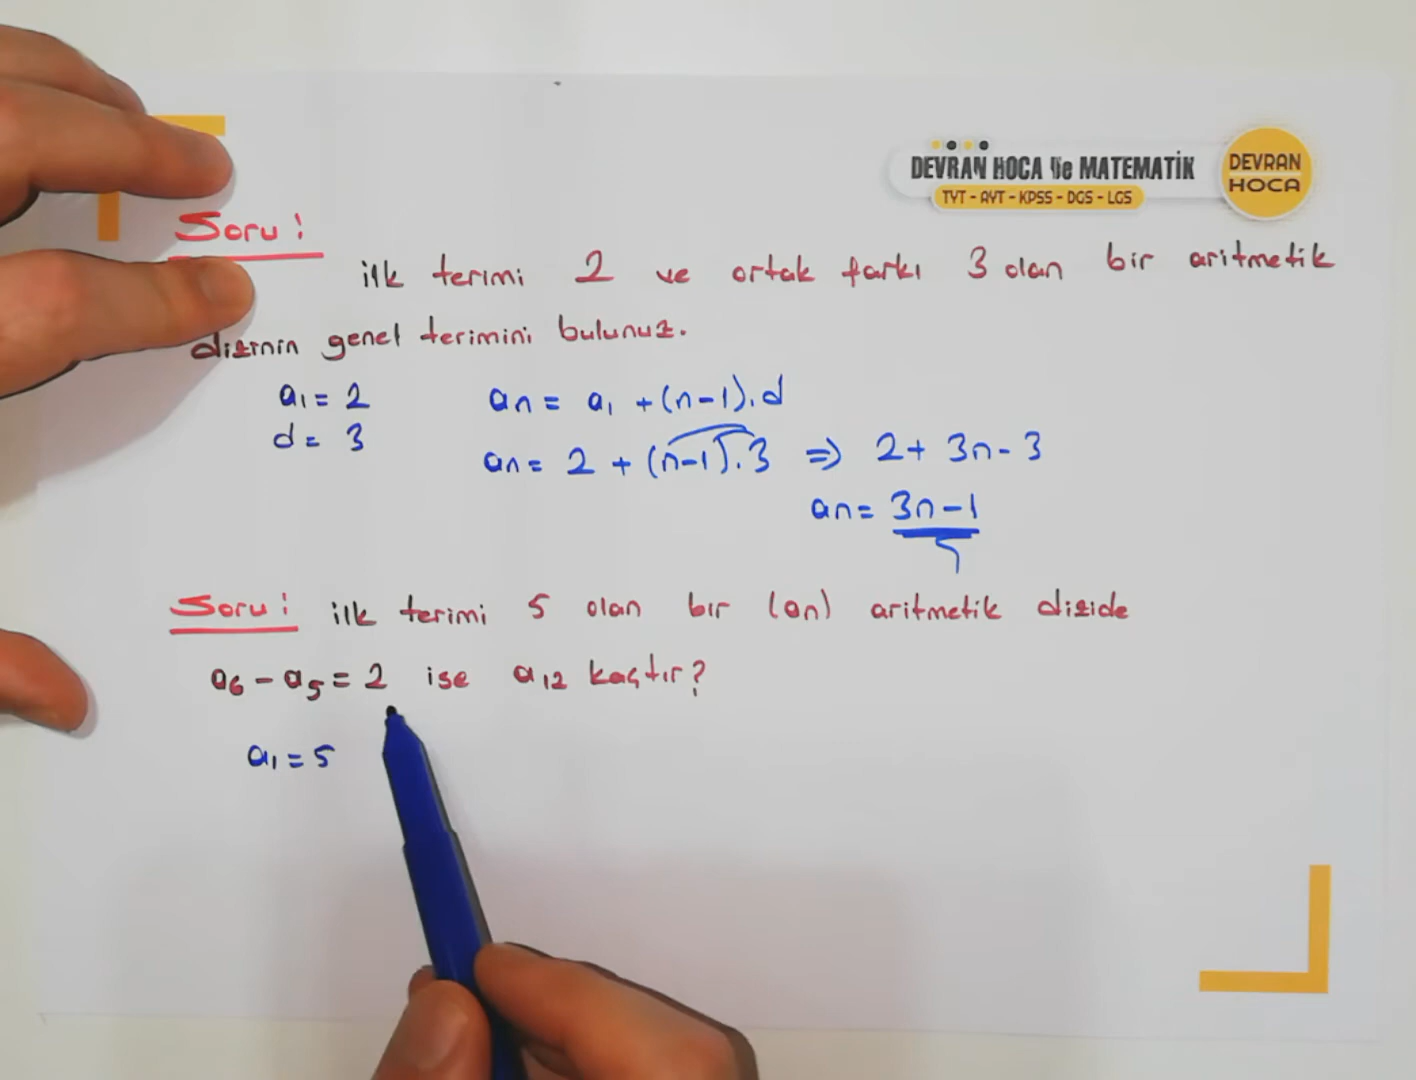 DEVRAN HOCA ile MATEMATİK
TYT - AYT - KPSS - DGS - LGS
DEVRAN
HOCA
Soru:
ilk terimi 2 ve ortak farkı 3 olan bir aritmetik
dizinin genel terimini bulunuz.
a₁ = 2
d = 3
an = a₁ + (n-1).d
an = 2 + (n-1).3 ⇒ 2 + 3n - 3
an = 3n - 1
Soru: ilk terimi 5 olan bir (an) aritmetik dizide
a₆ - a₅ = 2 ise a₁₂ kaçtır?
a₁ = 5